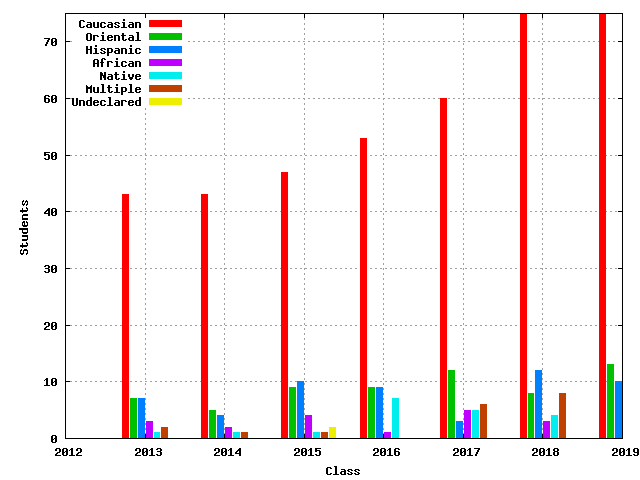 Caucasian
Oriental
Hispanic
African
Native
Multiple
Undeclared
70
60
50
40
30
20
10
0
Students
2012 2013 2014 2015 2016 2017 2018 2019
Class